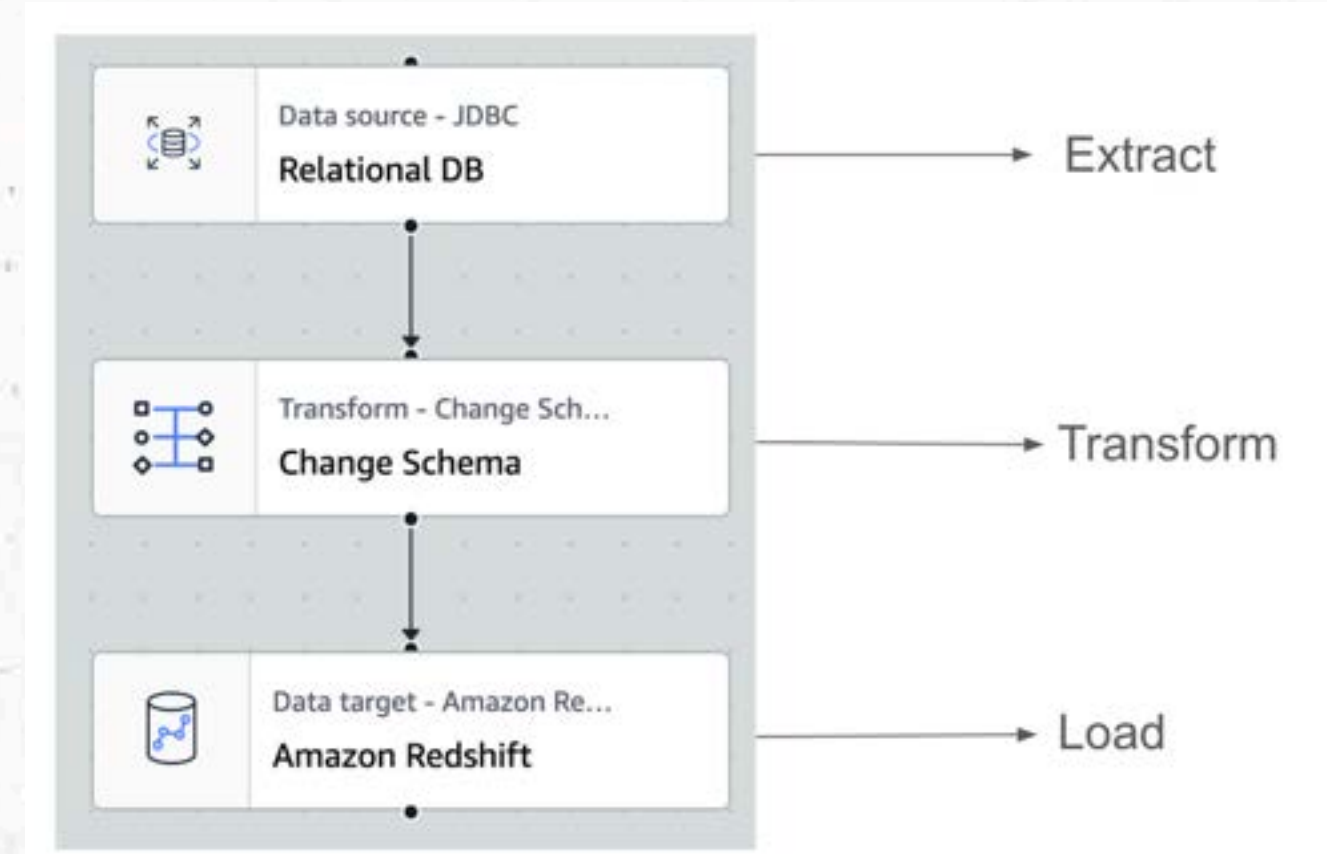 Data source - JDBC
Relational DB
Extract
Transform - Change Sch...
Change Schema
Transform
Data target - Amazon Re...
Amazon Redshift
Load